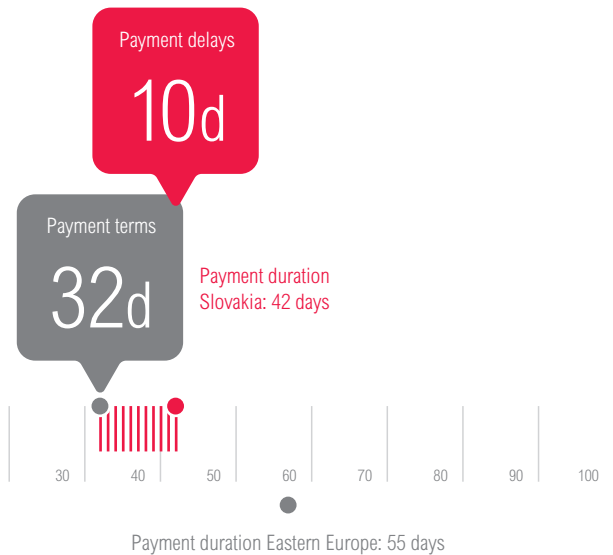 Payment delays
10d
Payment terms
32d
Payment duration
Slovakia: 42 days
30 40 50 60 70 80 90 100
Payment duration Eastern Europe: 55 days